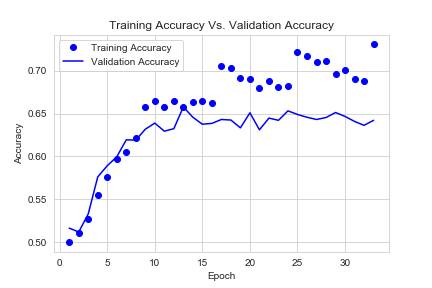 Training Accuracy Vs. Validation Accuracy
Training Accuracy
Validation Accuracy
Accuracy
0.70
0.65
0.60
0.55
0.50
0 5 10 15 20 25 30
Epoch